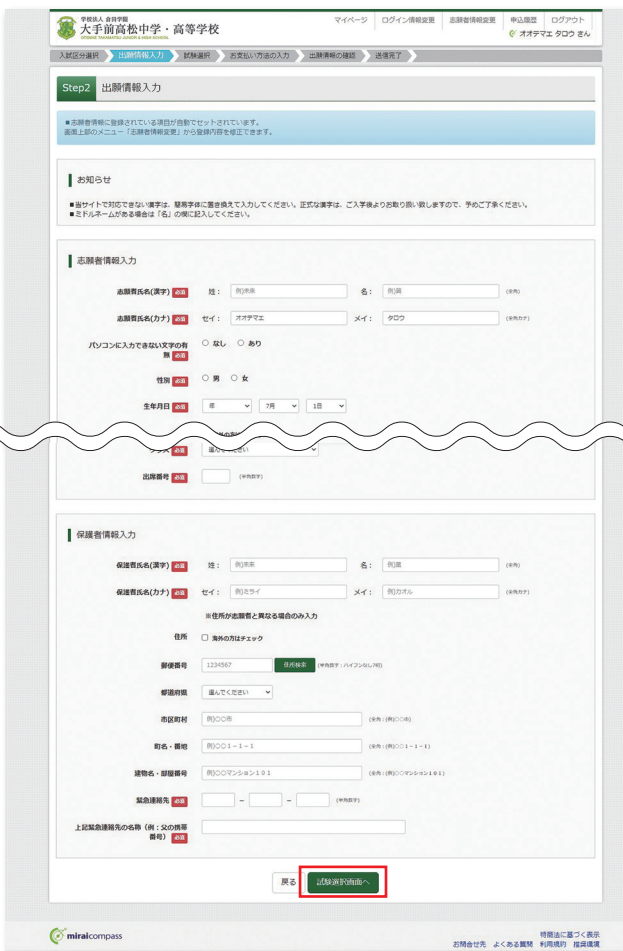 学校法人 倉田学園
大手前高松中学・高等学校
OTEMAE TAKAMATSU JUNIOR & HIGH SCHOOL
マイページ ログイン情報変更 志願者情報変更 申込履歴 ログアウト
オオテマエ タロウ さん
入試区分選択 出願情報入力 試験選択 お支払い方法の入力 出願情報の確認 送信完了
Step2 出願情報入力
■志願者情報に登録されている項目が自動でセットされています。
画面上部のメニュー「志願者情報変更」から登録内容を修正できます。
お知らせ
■当サイトで対応できない漢字は、簡易字体に置き換えて入力してください。正式な漢字は、ご入学後よりお取り扱い致しますので、予めご了承ください。
■ミドルネームがある場合は「名」の欄に記入してください。
志願者情報入力
志願者氏名(漢字) 必須 姓: 例)未来 名: 例)薫 (全角)
志願者氏名(カナ) 必須 セイ: オオテマエ メイ: タロウ (全角カナ)
パソコンに入力できない文字の有無 必須 なし あり
性別 必須 男 女
生年月日 必須 年 7月 1日
クラス 必須 選んでください
出席番号 必須 (半角数字)
保護者情報入力
保護者氏名(漢字) 必須 姓: 例)未来 名: 例)薫 (全角)
保護者氏名(カナ) 必須 セイ: 例)ミライ メイ: 例)カオル (全角カナ)
※住所が志願者と異なる場合のみ入力
住所 海外の方はチェック
郵便番号 1234567 住所検索 (半角数字:ハイフンなし7桁)
都道府県 選んでください
市区町村 例)○○市 (全角:(例)○○市)
町名・番地 例)○○1-1-1 (全角:(例)○○1-1-1)
建物名・部屋番号 例)○○マンション101 (全角:(例)○○マンション101)
緊急連絡先 必須 - - (半角数字)
上記緊急連絡先の名称(例:父の携帯番号) 必須
戻る 試験選択画面へ
miraicompass
特商法に基づく表示
お問合せ先 よくある質問 利用規約 推奨環境